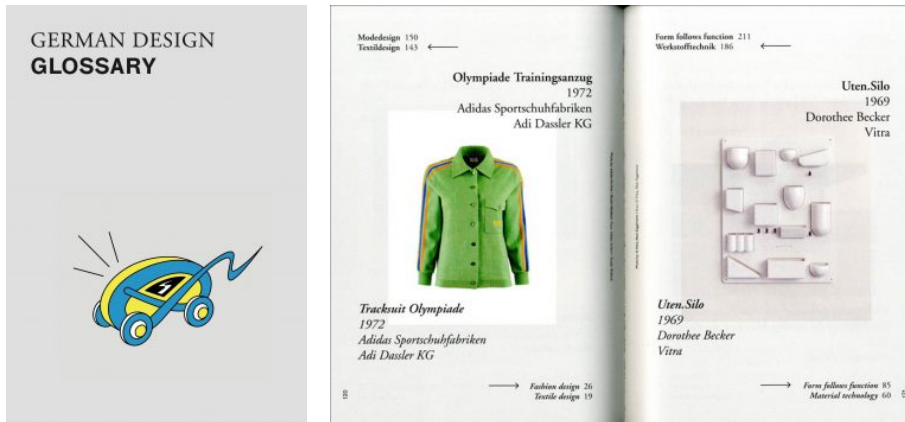 GERMAN DESIGN
GLOSSARY
Modedesign 150
Textildesign 143
Olympiade Trainingsanzug
1972
Adidas Sportschuhfabriken
Adi Dassler KG
Tracksuit Olympiade
1972
Adidas Sportschuhfabriken
Adi Dassler KG
Fashion design 26
Textile design 19
120
Form follows function 211
Werkstofftechnik 186
Uten.Silo
1969
Dorothee Becker
Vitra
Uten.Silo
1969
Dorothee Becker
Vitra
Form follows function 85
Material technology 60